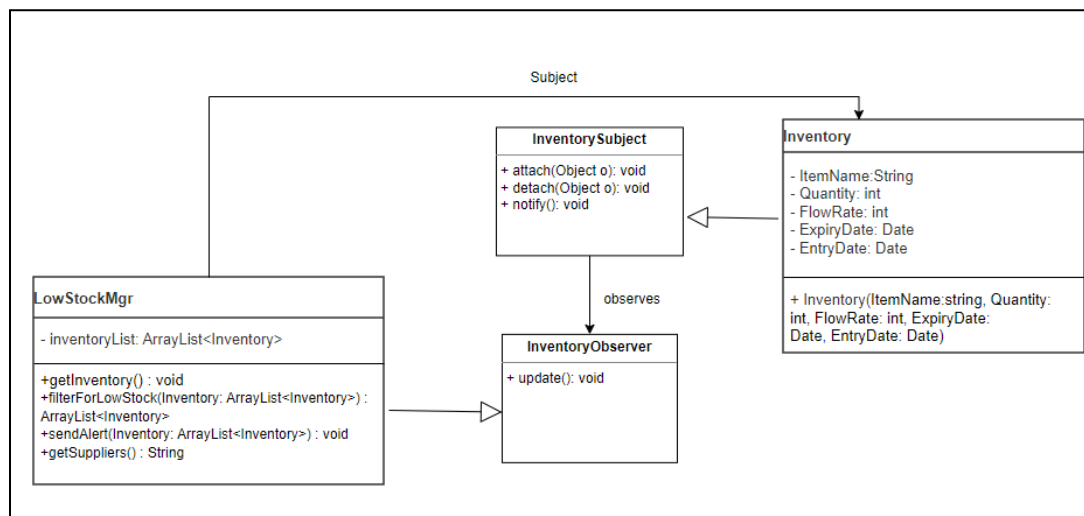 Subject
InventorySubject
+ attach(Object o): void
+ detach(Object o): void
+ notify(): void
Inventory
- ItemName:String
- Quantity: int
- FlowRate: int
- ExpiryDate: Date
- EntryDate: Date
+ Inventory(ItemName:string, Quantity:
int, FlowRate: int, ExpiryDate:
Date, EntryDate: Date)
observes
LowStockMgr
- inventoryList: ArrayList<Inventory>
+getInventory() : void
+filterForLowStock(Inventory: ArrayList<Inventory>) :
ArrayList<Inventory>
+sendAlert(Inventory: ArrayList<Inventory>) : void
+getSuppliers() : String
InventoryObserver
+ update(): void